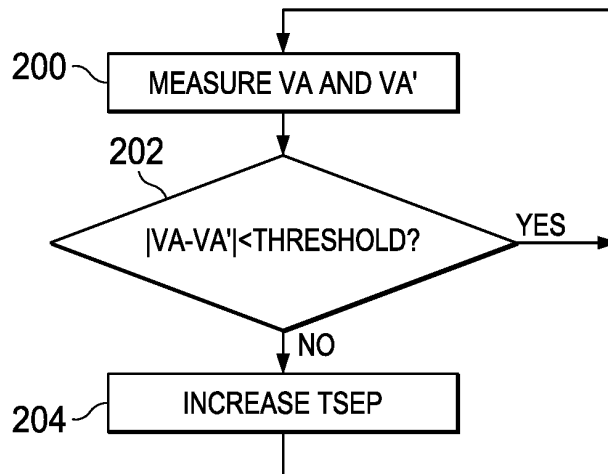 200
MEASURE VA AND VA'
202
|VA-VA'|<THRESHOLD?
YES
NO
204
INCREASE TSEP